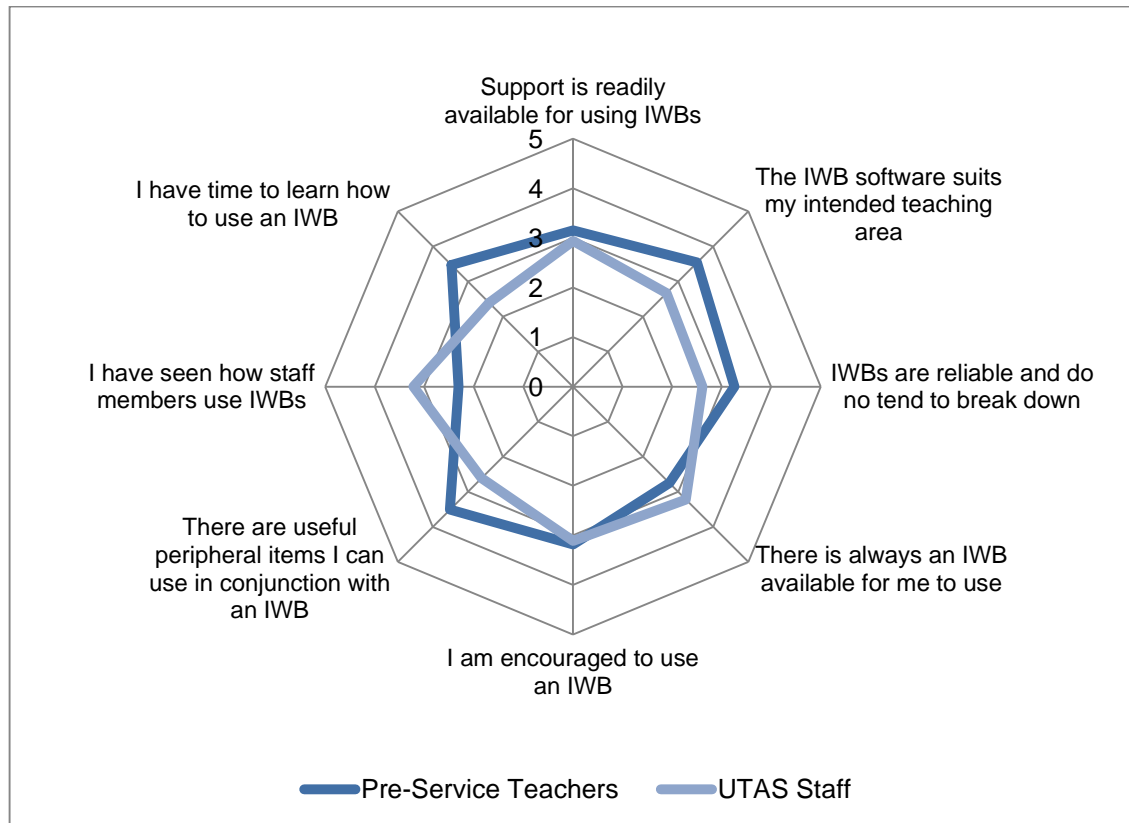 Support is readily
available for using IWBs
5
4
3
2
1
0
The IWB software suits
my intended teaching
area
IWBs are reliable and do
no tend to break down
There is always an IWB
available for me to use
I am encouraged to use
an IWB
There are useful
peripheral items I can
use in conjunction with
an IWB
I have seen how staff
members use IWBs
I have time to learn how
to use an IWB
Pre-Service Teachers
UTAS Staff